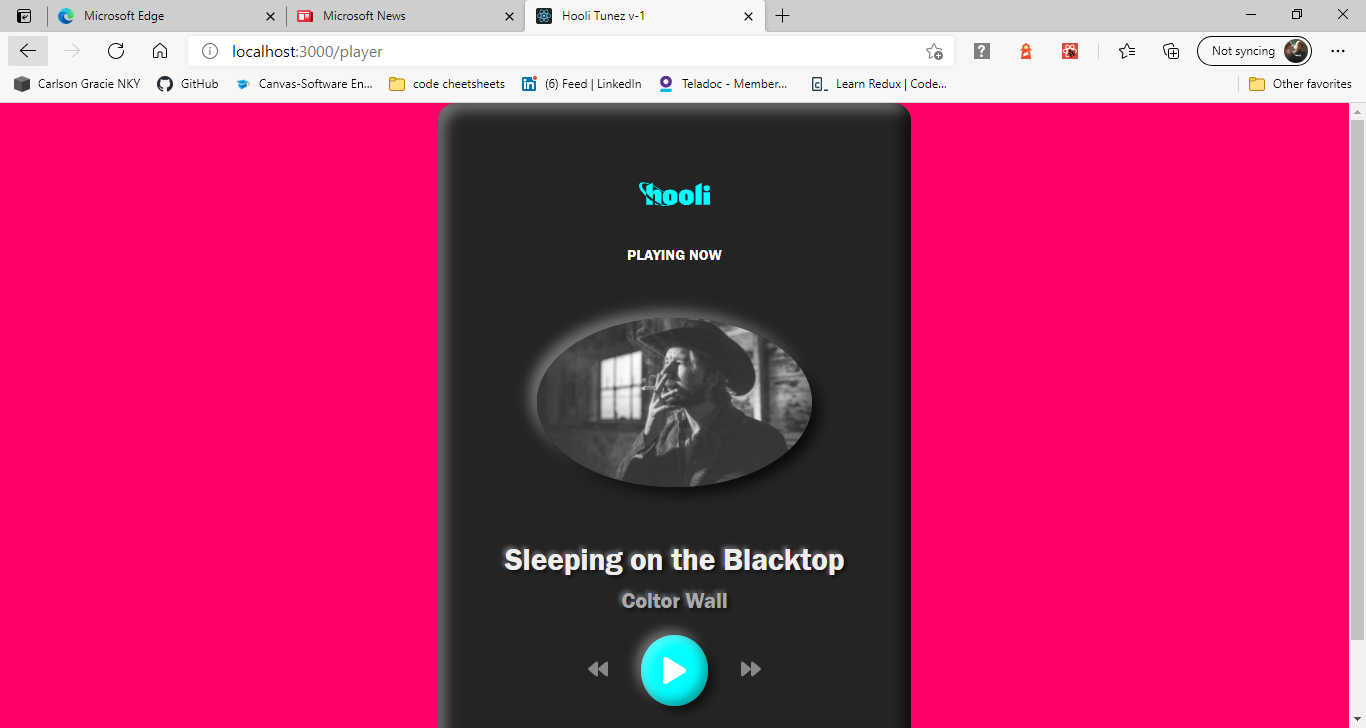 Microsoft Edge
Microsoft News
Hooli Tunez v-1
localhost:3000/player
Not syncing
Carlson Gracie NKY
GitHub
Canvas-Software En...
code cheetsheets
(6) Feed | LinkedIn
Teladoc - Member...
Learn Redux | Code...
Other favorites
hooli
PLAYING NOW
Sleeping on the Blacktop
Coltor Wall